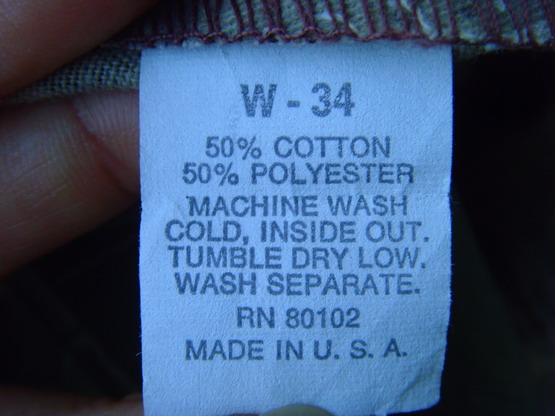 W - 34
50% COTTON
50% POLYESTER
MACHINE WASH
COLD, INSIDE OUT.
TUMBLE DRY LOW.
WASH SEPARATE.
RN 80102
MADE IN U. S. A.